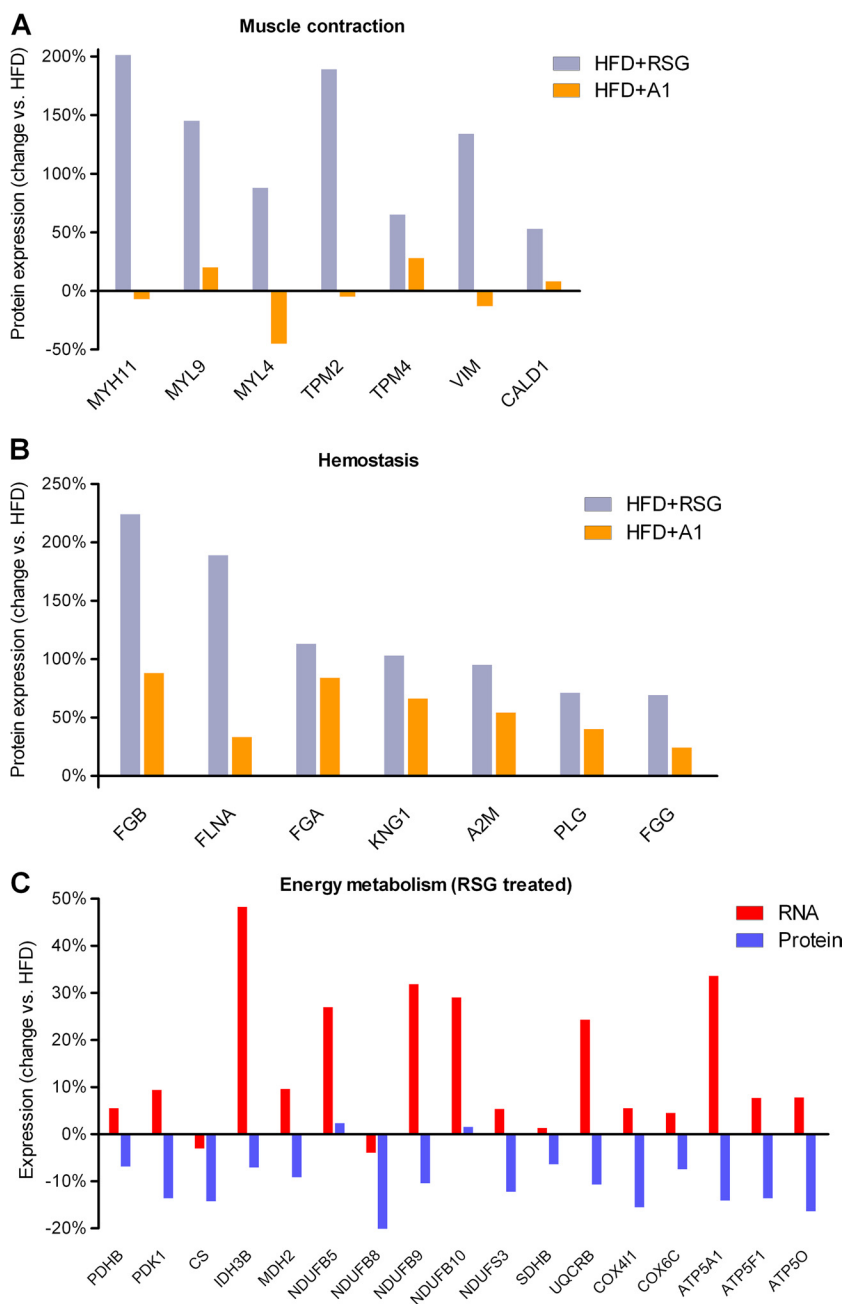 A
Muscle contraction
Protein expression (change vs. HFD)
200%
150%
100%
50%
0%
-50%
HFD+RSG
HFD+A1
MYH11
MYL9
MYL4
TPM2
TPM4
VIM
CALD1
B
Hemostasis
Protein expression (change vs. HFD)
250%
200%
150%
100%
50%
0%
HFD+RSG
HFD+A1
FGB
FLNA
FGA
KNG1
A2M
PLG
FGG
C
Energy metabolism (RSG treated)
Expression (change vs. HFD)
50%
40%
30%
20%
10%
0%
-10%
-20%
RNA
Protein
PDHB
PDK1
CS
IDH3B
MDH2
NDUFB5
NDUFB8
NDUFB9
NDUFB10
NDUFS3
SDHB
UQCRB
COX4I1
COX6C
ATP5A1
ATP5F1
ATP5O